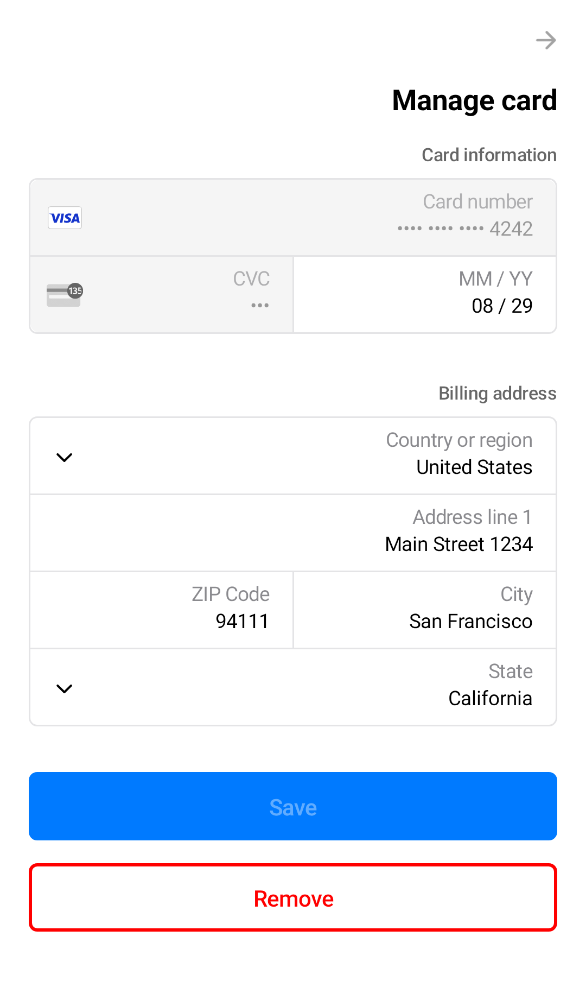 Manage card
Card information
Card number
VISA
•••• •••• •••• 4242
MM / YY
08 / 29
CVC
135
•••
Billing address
Country or region
United States
Address line 1
Main Street 1234
City
San Francisco
ZIP Code
94111
State
California
Save
Remove